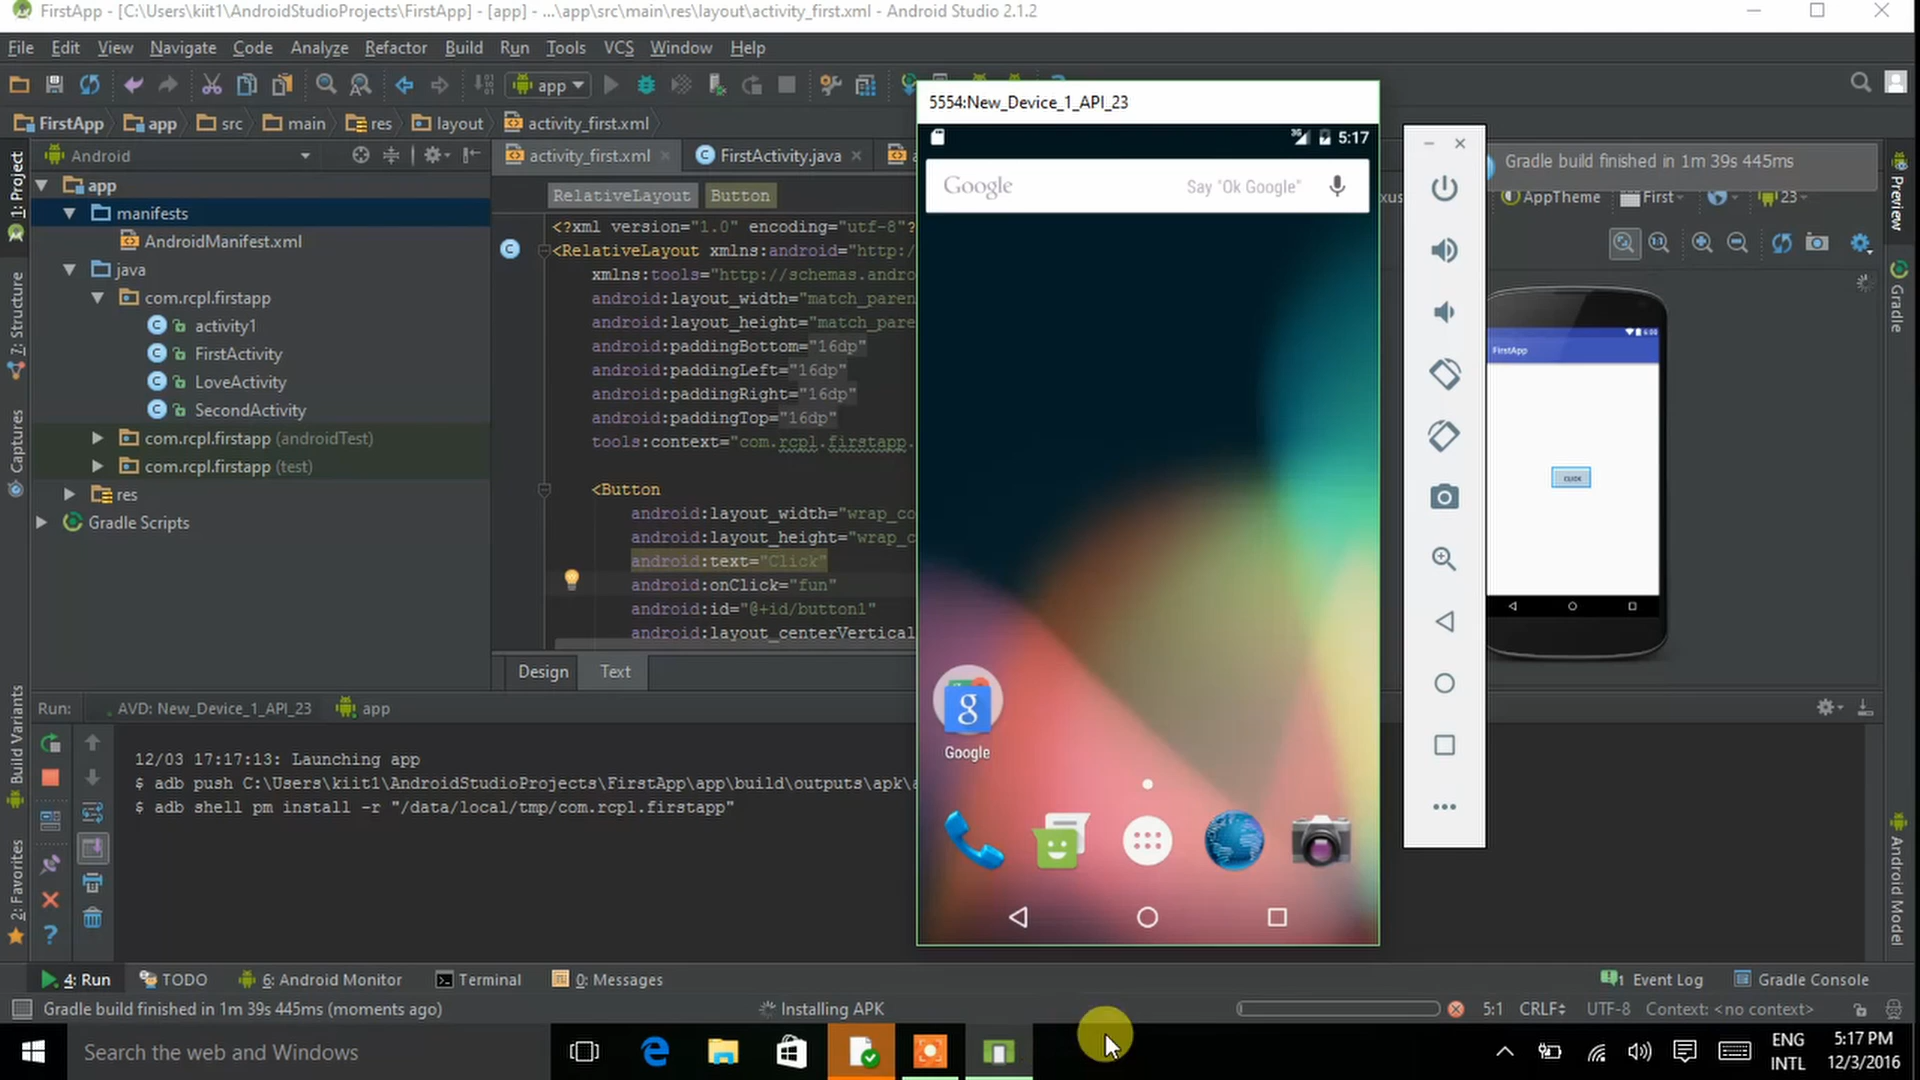 FirstApp - [C:\Users\kiit1\AndroidStudioProjects\FirstApp] - [app] - ...\app\src\main\res\layout\activity_first.xml - Android Studio 2.1.2
File Edit View Navigate Code Analyze Refactor Build Run Tools VCS Window Help
app
FirstApp app src main res layout activity_first.xml
1: Project
Android
app
manifests
AndroidManifest.xml
java
com.rcpl.firstapp
activity1
FirstActivity
LoveActivity
SecondActivity
com.rcpl.firstapp (androidTest)
com.rcpl.firstapp (test)
res
Gradle Scripts
7: Structure
Captures
Build Variants
2: Favorites
activity_first.xml FirstActivity.java
RelativeLayout Button
<?xml version="1.0" encoding="utf-8"?
<RelativeLayout xmlns:android="http:/
xmlns:tools="http://schemas.andro
android:layout_width="match_paren
android:layout_height="match_pare
android:paddingBottom="16dp"
android:paddingLeft="16dp"
android:paddingRight="16dp"
android:paddingTop="16dp"
tools:context="com.rcpl.firstapp.
<Button
android:layout_width="wrap_co
android:layout_height="wrap_c
android:text="Click"
android:onClick="fun"
android:id="@+id/button1"
android:layout_centerVertical
Design Text
5554:New_Device_1_API_23
3G 5:17
Google Say "Ok Google"
g
Google
Gradle build finished in 1m 39s 445ms
xus AppTheme First 23
6:00
FirstApp
CLICK
Preview
Gradle
Android Model
Run: AVD: New_Device_1_API_23 app
12/03 17:17:13: Launching app
$ adb push C:\Users\kiit1\AndroidStudioProjects\FirstApp\app\build\outputs\apk\a
$ adb shell pm install -r "/data/local/tmp/com.rcpl.firstapp"
4: Run TODO 6: Android Monitor Terminal 0: Messages 1 Event Log Gradle Console
Gradle build finished in 1m 39s 445ms (moments ago) Installing APK 5:1 CRLF UTF-8 Context: <no context>
Search the web and Windows
ENG
INTL
5:17 PM
12/3/2016